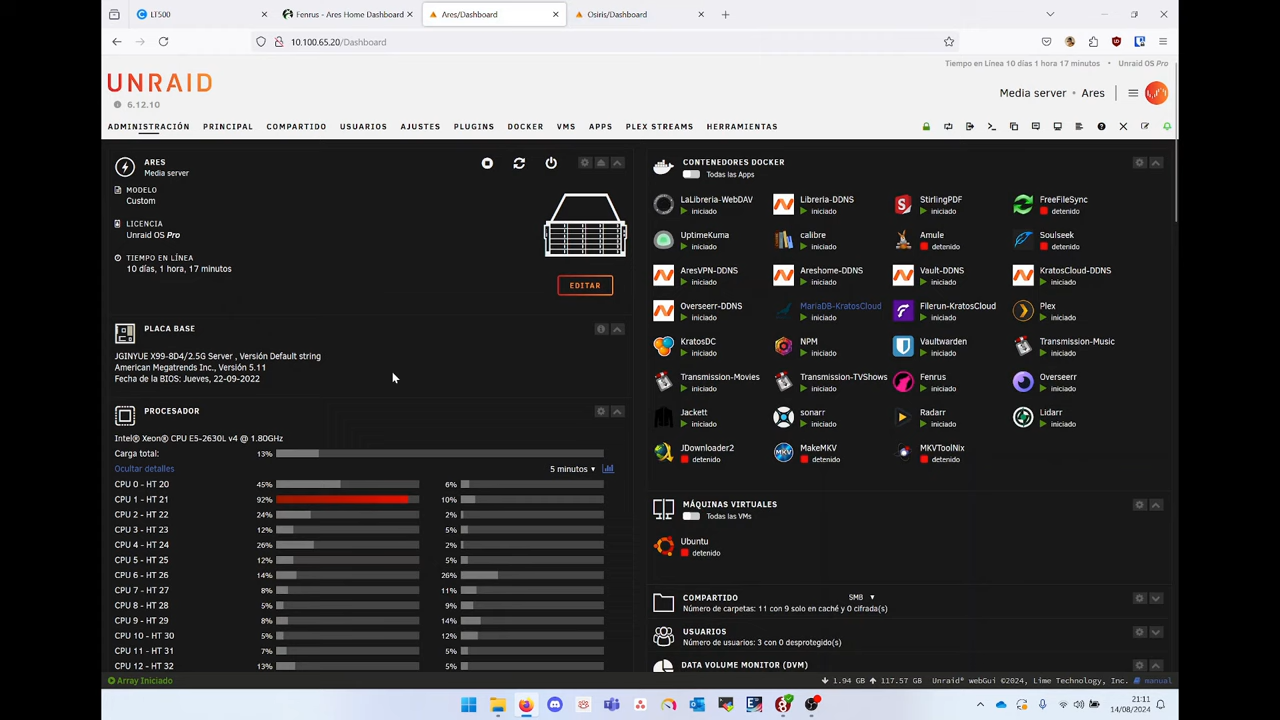 LT500
Fenrus - Ares Home Dashboard
Ares/Dashboard
Osiris/Dashboard
10.100.65.20/Dashboard
Tiempo en Línea 10 días 1 hora 17 minutos • Unraid OS Pro
UNRAID
6.12.10
Media server • Ares
ADMINISTRACIÓN PRINCIPAL COMPARTIDO USUARIOS AJUSTES PLUGINS DOCKER VMS APPS PLEX STREAMS HERRAMIENTAS
ARES
Media server
MODELO
Custom
LICENCIA
Unraid OS Pro
TIEMPO EN LÍNEA
10 días, 1 hora, 17 minutos
EDITAR
PLACA BASE
JGINYUE X99-8D4/2.5G Server , Versión Default string
American Megatrends Inc., Versión 5.11
Fecha de la BIOS: Jueves, 22-09-2022
PROCESADOR
Intel® Xeon® CPU E5-2630L v4 @ 1.80GHz
Carga total: 13%
Ocultar detalles 5 minutos
CPU 0 - HT 20 45% 6%
CPU 1 - HT 21 92% 10%
CPU 2 - HT 22 24% 2%
CPU 3 - HT 23 12% 5%
CPU 4 - HT 24 26% 2%
CPU 5 - HT 25 12% 5%
CPU 6 - HT 26 14% 26%
CPU 7 - HT 27 8% 11%
CPU 8 - HT 28 5% 9%
CPU 9 - HT 29 8% 14%
CPU 10 - HT 30 5% 12%
CPU 11 - HT 31 7% 5%
CPU 12 - HT 32 13% 5%
CONTENEDORES DOCKER
Todas las Apps
LaLibreria-WebDAV Libreria-DDNS StirlingPDF FreeFileSync
iniciado iniciado iniciado detenido
UptimeKuma calibre Amule Soulseek
iniciado iniciado detenido detenido
AresVPN-DDNS Areshome-DDNS Vault-DDNS KratosCloud-DDNS
iniciado iniciado iniciado iniciado
Overseerr-DDNS MariaDB-KratosCloud Filerun-KratosCloud Plex
iniciado iniciado iniciado iniciado
KratosDC NPM Vaultwarden Transmission-Music
iniciado iniciado iniciado iniciado
Transmission-Movies Transmission-TVShows Fenrus Overseerr
iniciado iniciado iniciado iniciado
Jackett sonarr Radarr Lidarr
iniciado iniciado iniciado iniciado
JDownloader2 MakeMKV MKVToolNix
detenido detenido detenido
MÁQUINAS VIRTUALES
Todas las VMs
Ubuntu
detenido
COMPARTIDO SMB
Número de carpetas: 11 con 9 solo en caché y 0 cifrada(s)
USUARIOS
Número de usuarios: 3 con 0 desprotegido(s)
DATA VOLUME MONITOR (DVM)
Array Iniciado
1.94 GB 117.57 GB Unraid® webGui ©2024, Lime Technology, Inc. manual
21:11
14/08/2024